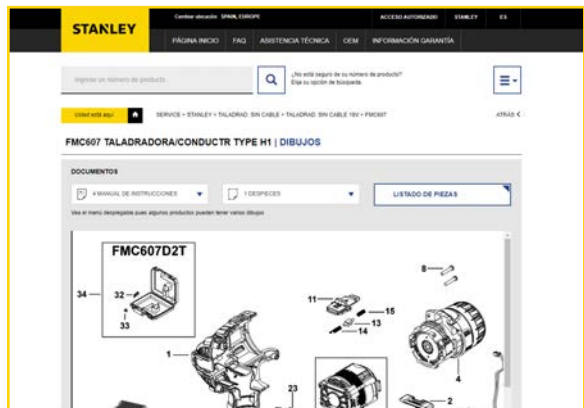 Cambiar ubicación SPAIN, EUROPE
ACCESO AUTORIZADO STANLEY ES
STANLEY
PÁGINA INICIO FAQ ASISTENCIA TÉCNICA OEM INFORMACIÓN GARANTÍA
Ingrese un número de producto
¿No está seguro de su número de producto?
Elija su opción de búsqueda.
Usted está aquí
SERVICE > STANLEY > TALADRAD. SIN CABLE > TALADRAD. SIN CABLE 18V > FMC607
ATRÁS
FMC607 TALADRADORA/CONDUCTR TYPE H1 | DIBUJOS
DOCUMENTOS
4 MANUAL DE INSTRUCCIONES
1 DESPIECES
LISTADO DE PIEZAS
Vea el menú desplegable pues algunos productos pueden tener varios dibujos
FMC607D2T
8
34
32
11
15
33
13
14
1
4
23
2